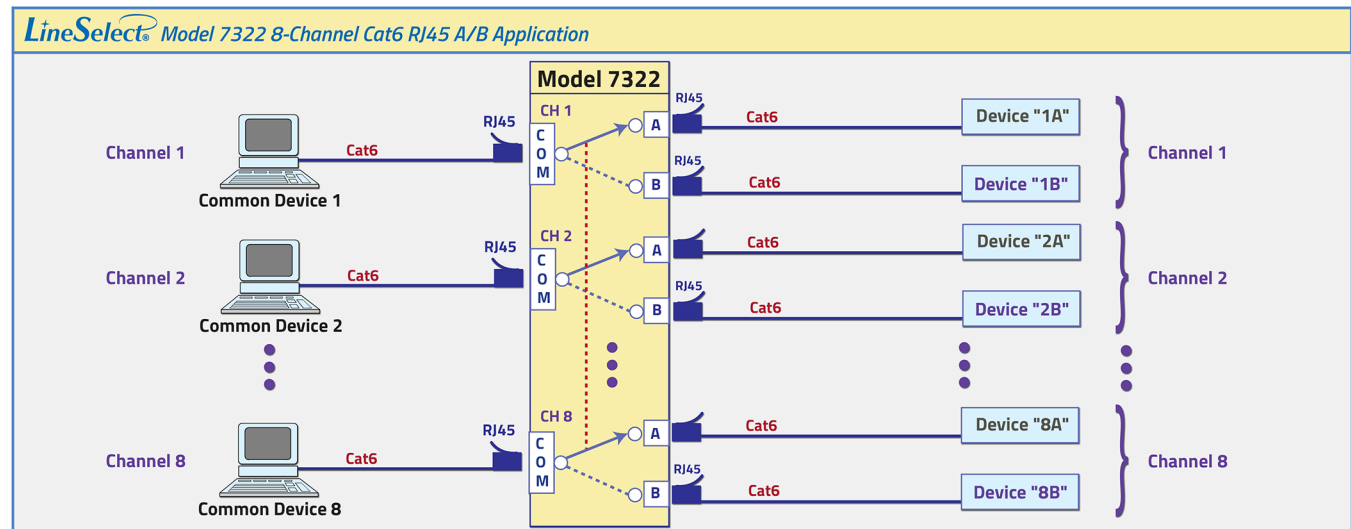 LineSelect® Model 7322 8-Channel Cat6 RJ45 A/B Application
Model 7322
CH 1
RJ45
RJ45
Cat6
Device "1A"
A
Channel 1
Cat6
COM
Channel 1
RJ45
B
Cat6
Device "1B"
Common Device 1
CH 2
RJ45
A
Cat6
Device "2A"
Channel 2
Cat6
COM
Channel 2
RJ45
B
Cat6
Device "2B"
Common Device 2
CH 8
RJ45
A
Cat6
Device "8A"
Channel 8
Cat6
COM
Channel 8
RJ45
B
Cat6
Device "8B"
Common Device 8